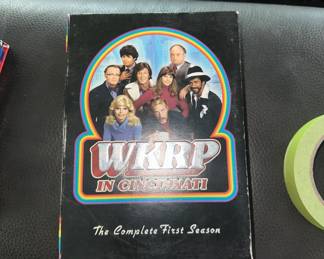 WKRP
IN CINCINNATI
The Complete First Season